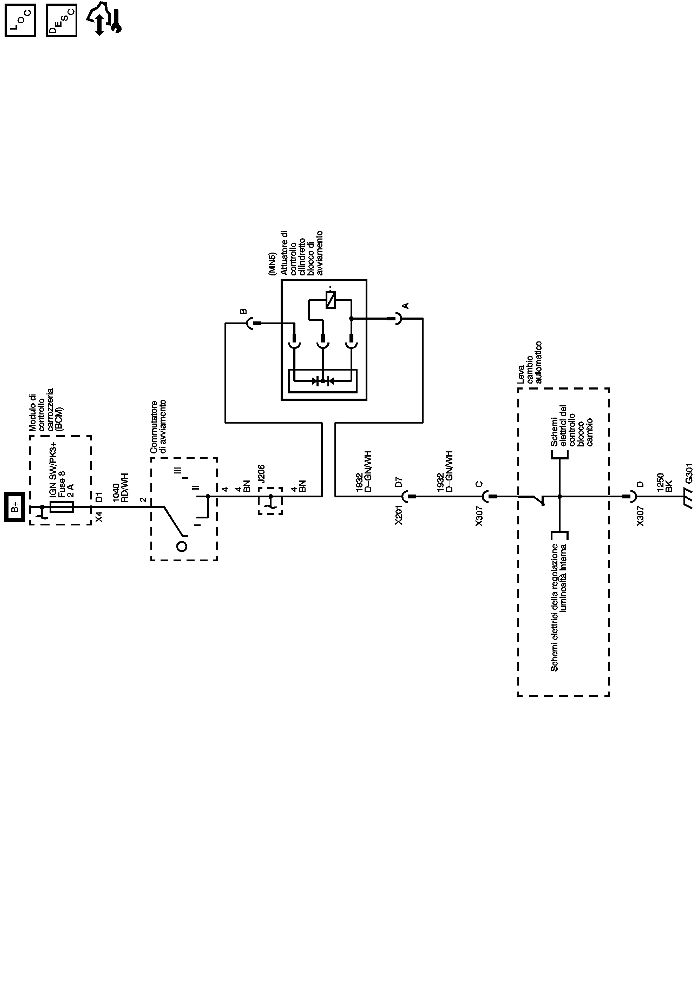 LOC
DESC
B-
Modulo di
controllo
carrozzeria
(BCM)
IGN SW/PK3+
Fuse 8
2 A
X4 D1
1040
RD/WH
2
Commutatore
di avviamento
III
II
I
4
4
BN
J206
4
BN
B
(MN5)
Attuatore di
controllo
cilindretto
blocco di
avviamento
A
1932
D-GN/WH
X201 D7
1932
D-GN/WH
X307 C
Leva
cambio
automatico
Schemi
elettrici del
controllo
blocco
cambio
Schemi elettrici della regolazione
luminosità interna
X307 D
1250
BK
G301